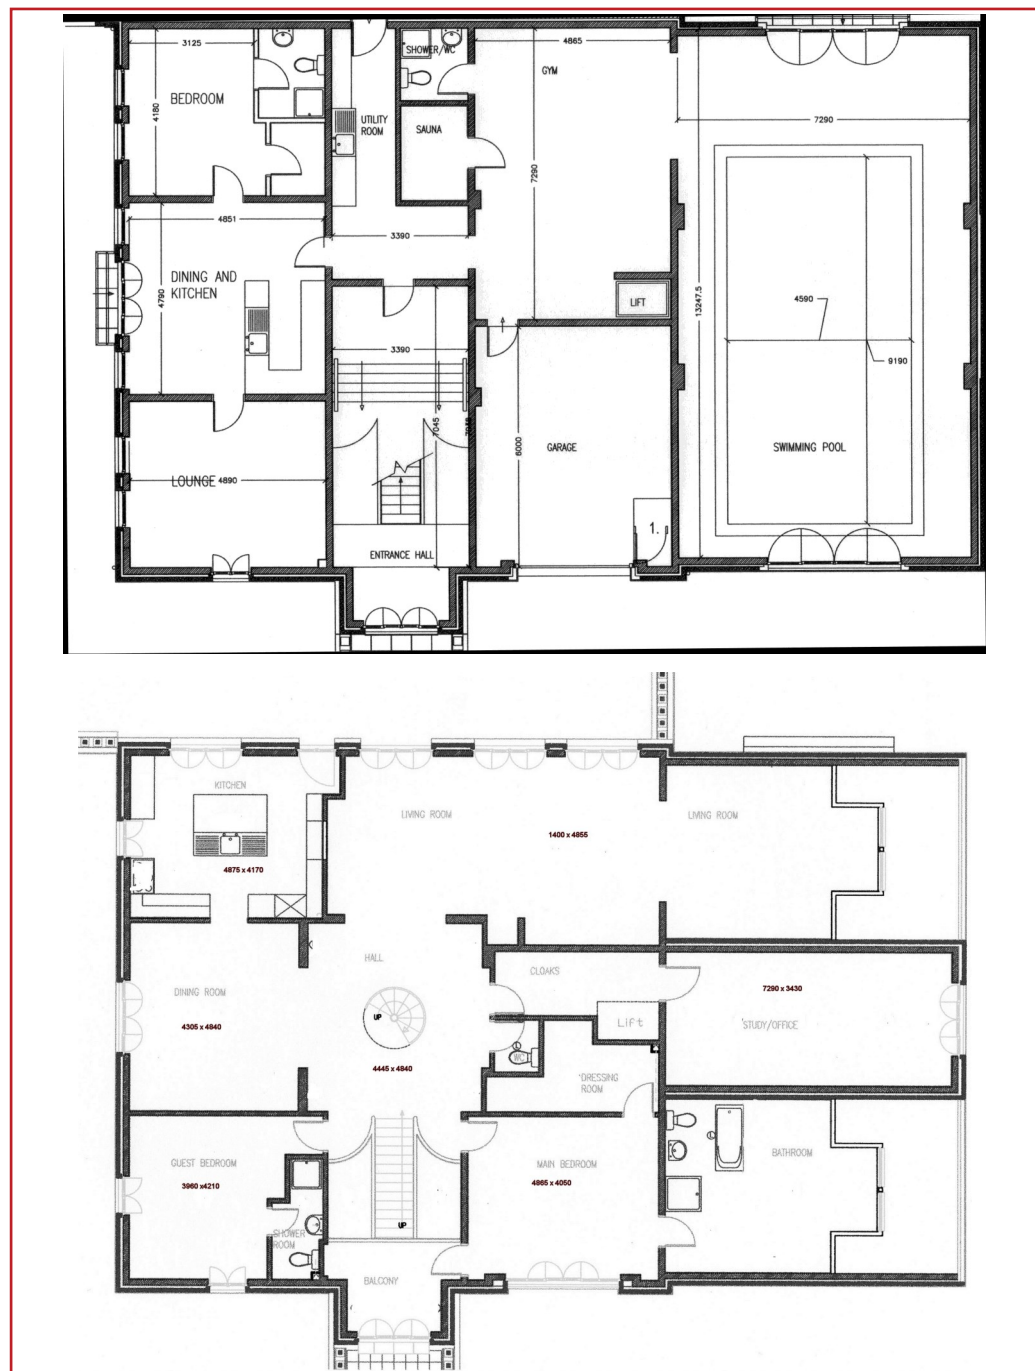 3125
SHOWER/WC
4865
GYM
BEDROOM
4180
UTILITY
ROOM
SAUNA
7290
7290
4851
3390
DINING AND
KITCHEN
4790
LIFT
13247.5
4590
3390
9190
7045
7045
6000
GARAGE
SWIMMING POOL
LOUNGE
4890
1.
ENTRANCE HALL
KITCHEN
LIVING ROOM
LIVING ROOM
1400 x 4855
4875 x 4170
HALL
CLOAKS
DINING ROOM
7290 x 3430
UP
Lift
'STUDY/OFFICE
4305 x 4840
WC
4445 x 4840
'DRESSING
ROOM
GUEST BEDROOM
MAIN BEDROOM
BATHROOM
3960 x4210
4865 x 4050
UP
SHOWER
ROOM
BALCONY